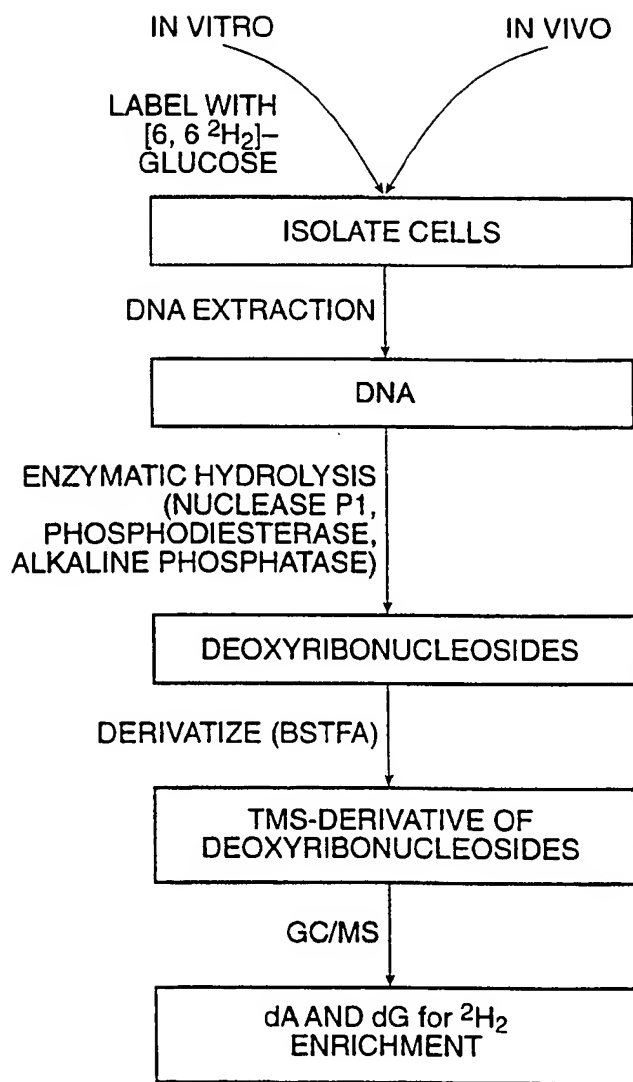 IN VITRO
IN VIVO
LABEL WITH
[6, 6 ²H₂]–
GLUCOSE
ISOLATE CELLS
DNA EXTRACTION
DNA
ENZYMATIC HYDROLYSIS
(NUCLEASE P1,
PHOSPHODIESTERASE,
ALKALINE PHOSPHATASE)
DEOXYRIBONUCLEOSIDES
DERIVATIZE (BSTFA)
TMS-DERIVATIVE OF
DEOXYRIBONUCLEOSIDES
GC/MS
dA AND dG for ²H₂
ENRICHMENT